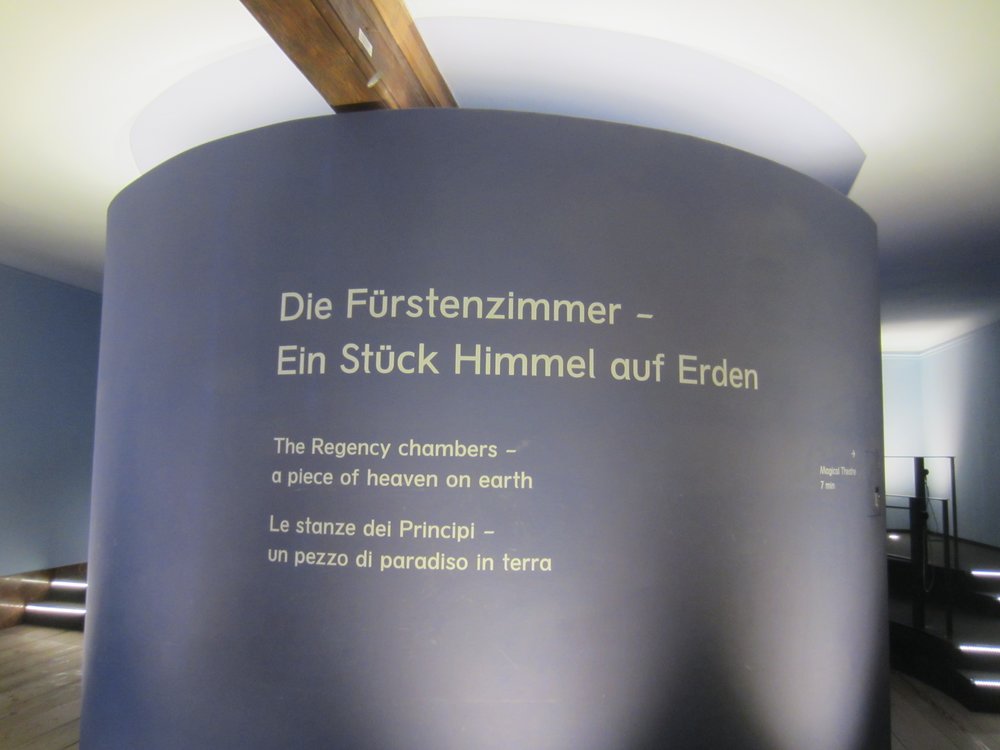 Die Fürstenzimmer –
Ein Stück Himmel auf Erden
The Regency chambers –
a piece of heaven on earth
Le stanze dei Principi –
un pezzo di paradiso in terra
→
Magical Theatre
7 min